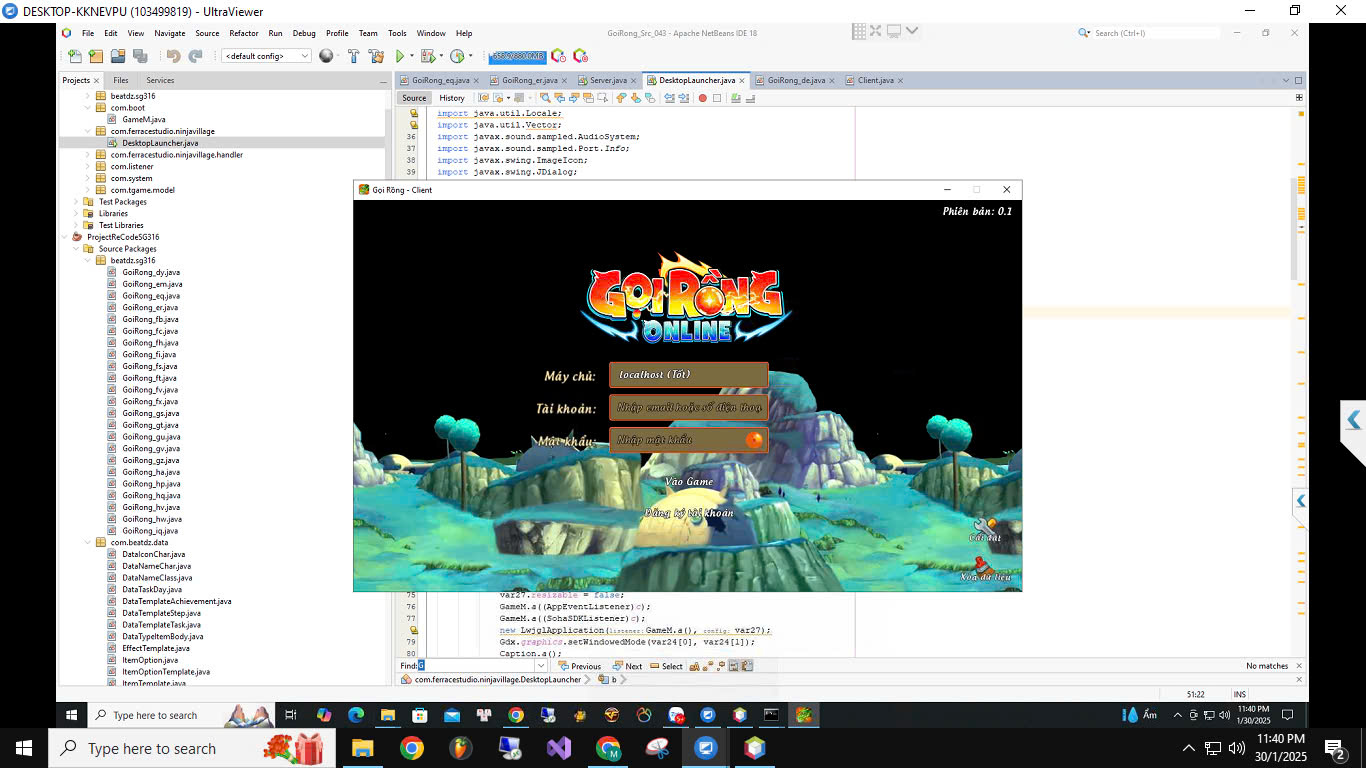 DESKTOP-KKNEVPU (103499819) - UltraViewer
File Edit View Navigate Source Refactor Run Debug Profile Team Tools Window Help
GoiRong_Src_043 - Apache NetBeans IDE 18
Search (Ctrl+I)
<default config>
Projects Files Services
GoiRong_eq.java GoiRong_er.java Server.java DesktopLauncher.java GoiRong_de.java Client.java
Source History
beatdz.sg316
com.boot
GameM.java
com.ferracestudio.ninjavillage
DesktopLauncher.java
com.ferracestudio.ninjavillage.handler
com.listener
com.system
com.tgame.model
Test Packages
Libraries
Test Libraries
ProjectReCodeSG316
Source Packages
beatdz.sg316
GoiRong_dy.java
GoiRong_em.java
GoiRong_eq.java
GoiRong_er.java
GoiRong_fb.java
GoiRong_fc.java
GoiRong_fh.java
GoiRong_fi.java
GoiRong_fs.java
GoiRong_ft.java
GoiRong_fv.java
GoiRong_fx.java
GoiRong_gs.java
GoiRong_gt.java
GoiRong_gu.java
GoiRong_gv.java
GoiRong_gz.java
GoiRong_ha.java
GoiRong_hp.java
GoiRong_hq.java
GoiRong_hv.java
GoiRong_hw.java
GoiRong_iq.java
com.beatdz.data
DataIconChar.java
DataNameChar.java
DataNameClass.java
DataTaskDay.java
DataTemplateAchievement.java
DataTemplateStep.java
DataTemplateTask.java
DataTypeItemBody.java
EffectTemplate.java
ItemOption.java
ItemOptionTemplate.java
ItemTemplate.java
import java.util.Locale;
import java.util.Vector;
36 import javax.sound.sampled.AudioSystem;
37 import javax.sound.sampled.Port.Info;
38 import javax.swing.ImageIcon;
39 import javax.swing.JDialog;
Gọi Rồng - Client
Phiên bản: 0.1
GỌI RỒNG
ONLINE
Máy chủ: localhost (Tốt)
Tài khoản: Nhập email hoặc số điện thoạ
Mật khẩu: Nhập mật khẩu
Vào Game
Đăng ký tài khoản
Cài đặt
Xóa dữ liệu
75 var27.resizable = false;
76 GameM.a((AppEventListener)c);
77 GameM.a((SohaSDKListener)c);
new LwjglApplication(listener:GameM.a(), config: var27);
79 Gdx.graphics.setWindowedMode(var24[0], var24[1]);
80 Caption.a();
Find: G Previous Next Select No matches
com.ferracestudio.ninjavillage.DesktopLauncher b
51:22 INS
Type here to search
Ấm
11:40 PM
1/30/2025
Type here to search
11:40 PM
30/1/2025
2